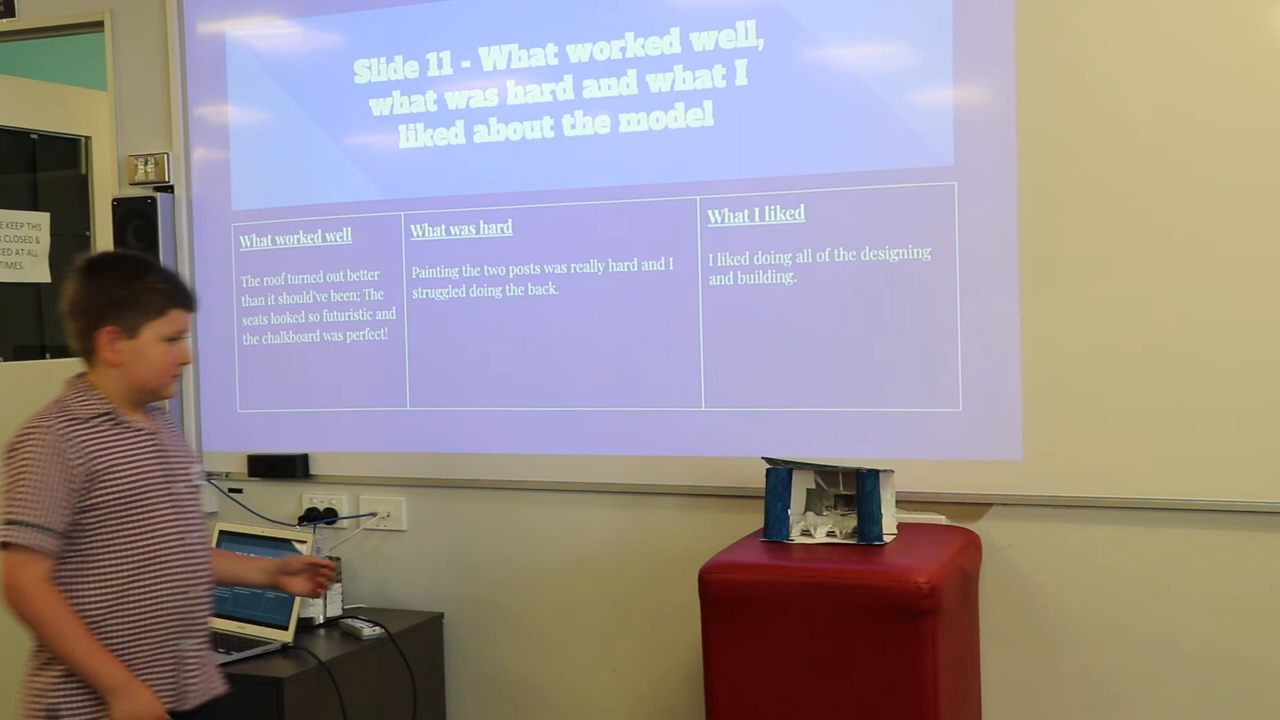 Slide 11 - What worked well,
what was hard and what I
liked about the model
What worked well
The roof turned out better
than it should've been; The
seats looked so futuristic and
the chalkboard was perfect!
What was hard
Painting the two posts was really hard and I
struggled doing the back.
What I liked
I liked doing all of the designing
and building.
KEEP THIS
CLOSED &
AT ALL
TIMES.